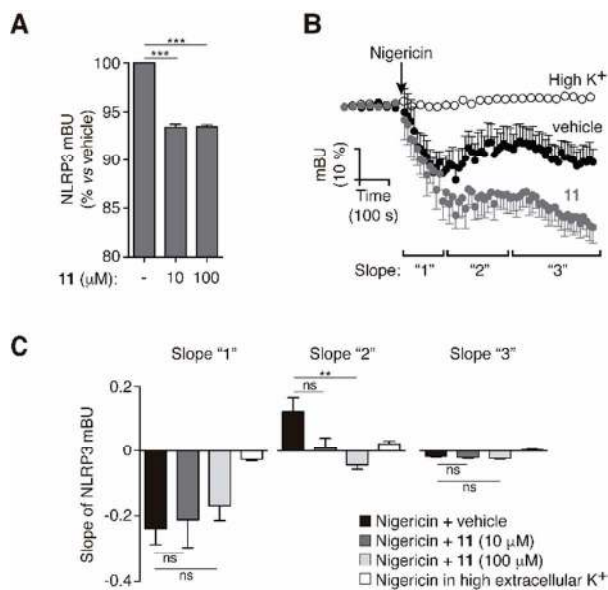 A
***
***
100
95
90
85
80
NLRP3 mBU
(% vs vehicle)
11 (μM): - 10 100
B
Nigericin
High K+
vehicle
11
mBU
(10 %)
Time
(100 s)
Slope: "1" "2" "3"
C
Slope "1" Slope "2" Slope "3"
**
ns
0.2
0
-0.2
-0.4
Slope of NLRP3 mBU
ns
ns
ns
ns
Nigericin + vehicle
Nigericin + 11 (10 μM)
Nigericin + 11 (100 μM)
Nigericin in high extracellular K+